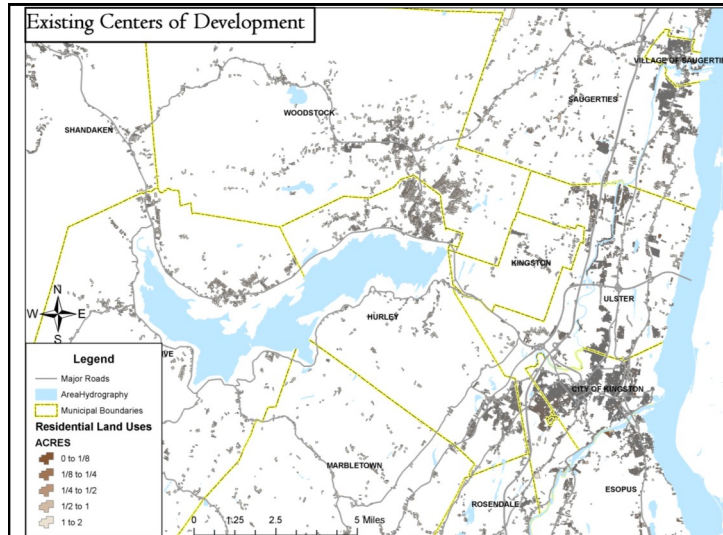 Existing Centers of Development
VILLAGE OF SAUGERTIE
SAUGERTIES
WOODSTOCK
SHANDAKEN
KINGSTON
ULSTER
HURLEY
CITY OF KINGSTON
MARBLETOWN
ROSENDALE
ESOPUS
N
W E
S
IVE
Legend
Major Roads
AreaHydrography
Municipal Boundaries
Residential Land Uses
ACRES
0 to 1/8
1/8 to 1/4
1/4 to 1/2
1/2 to 1
1 to 2
0 1.25 2.5 5 Miles